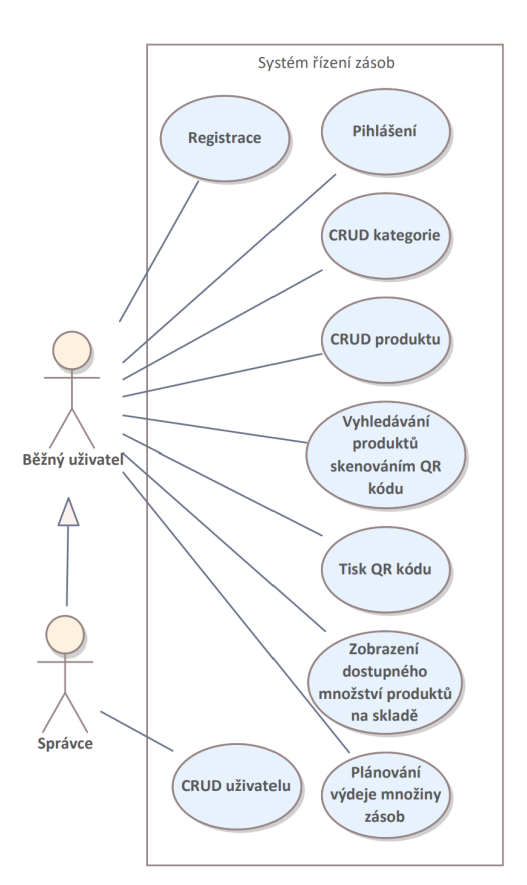 Systém řízení zásob
Registrace
Pihlášení
CRUD kategorie
CRUD produktu
Vyhledávání
produktů
skenováním QR
kódu
Běžný uživatel
Tisk QR kódu
Zobrazení
dostupného
množství produktů
na skladě
Správce
CRUD uživatelu
Plánování
výdeje množiny
zásob